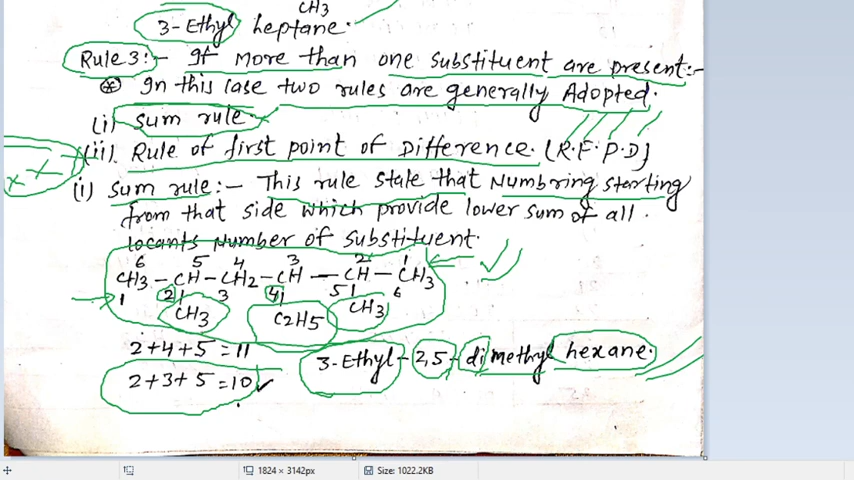 CH3
3-Ethyl heptane.
Rule 3:- If more than one substituent are present:-
⊛ In this case two rules are generally Adopted.
(i) Sum rule.
(ii). Rule of first point of Difference. (R.F.P.D)
(i) Sum rule:- This rule state that Numbring starting
from that side which provide lower sum of all.
locants Number of substituent.
6 5 4 3 2 1
CH3 - CH - CH2 - CH - CH - CH3
1 2 3 4 5 6
CH3 C2H5 CH3
2+4+5=11
3-Ethyl-2,5-dimethyl hexane.
2+3+5=10✓
1824 × 3142px Size: 1022.2KB